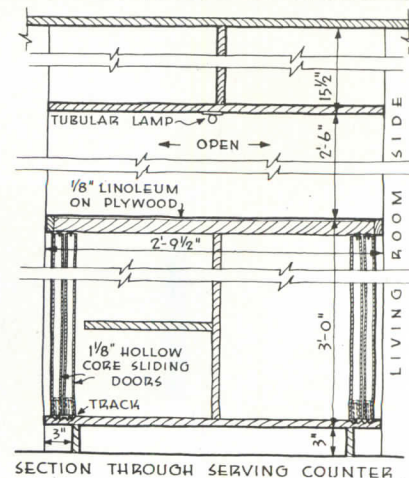 15½"
TUBULAR LAMP
OPEN
2'-6"
LIVING ROOM SIDE
1/8" LINOLEUM
ON PLYWOOD
2'-9½"
3'-0"
1⅛" HOLLOW
CORE SLIDING
DOORS
TRACK
3"
3"
SECTION THROUGH SERVING COUNTER